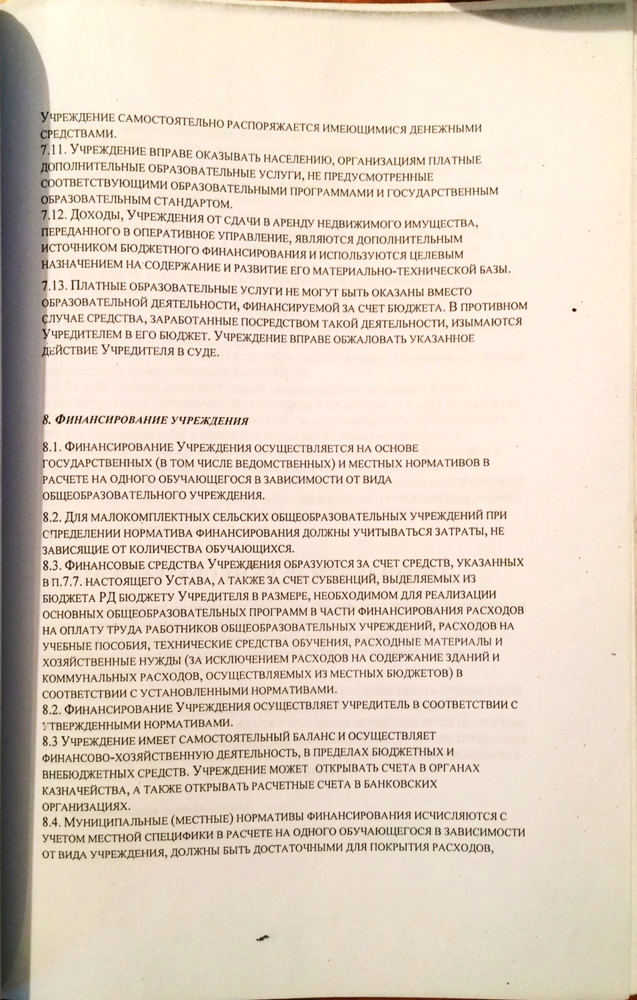 Учреждение самостоятельно распоряжается имеющимися денежными
средствами.
7.11. Учреждение вправе оказывать населению, организациям платные
дополнительные образовательные услуги, не предусмотренные
соответствующими образовательными программами и государственным
образовательным стандартом.
7.12. Доходы, Учреждения от сдачи в аренду недвижимого имущества,
переданного в оперативное управление, являются дополнительным
источником бюджетного финансирования и используются целевым
назначением на содержание и развитие его материально-технической базы.
7.13. Платные образовательные услуги не могут быть оказаны вместо
образовательной деятельности, финансируемой за счет бюджета. В противном
случае средства, заработанные посредством такой деятельности, изымаются
Учредителем в его бюджет. Учреждение вправе обжаловать указанное
действие Учредителя в суде.
8. Финансирование учреждения
8.1. Финансирование Учреждения осуществляется на основе
государственных (в том числе ведомственных) и местных нормативов в
расчете на одного обучающегося в зависимости от вида
общеобразовательного учреждения.
8.2. Для малокомплектных сельских общеобразовательных учреждений при
определении норматива финансирования должны учитываться затраты, не
зависящие от количества обучающихся.
8.3. Финансовые средства Учреждения образуются за счет средств, указанных
в п.7.7. настоящего Устава, а также за счет субвенций, выделяемых из
бюджета РД бюджету Учредителя в размере, необходимом для реализации
основных общеобразовательных программ в части финансирования расходов
на оплату труда работников общеобразовательных учреждений, расходов на
учебные пособия, технические средства обучения, расходные материалы и
хозяйственные нужды (за исключением расходов на содержание зданий и
коммунальных расходов, осуществляемых из местных бюджетов) в
соответствии с установленными нормативами.
8.2. Финансирование Учреждения осуществляет учредитель в соответствии с
утвержденными нормативами.
8.3 Учреждение имеет самостоятельный баланс и осуществляет
финансово-хозяйственную деятельность, в пределах бюджетных и
внебюджетных средств. Учреждение может открывать счета в органах
казначейства, а также открывать расчетные счета в банковских
организациях.
8.4. Муниципальные (местные) нормативы финансирования исчисляются с
учетом местной специфики в расчете на одного обучающегося в зависимости
от вида учреждения, должны быть достаточными для покрытия расходов,